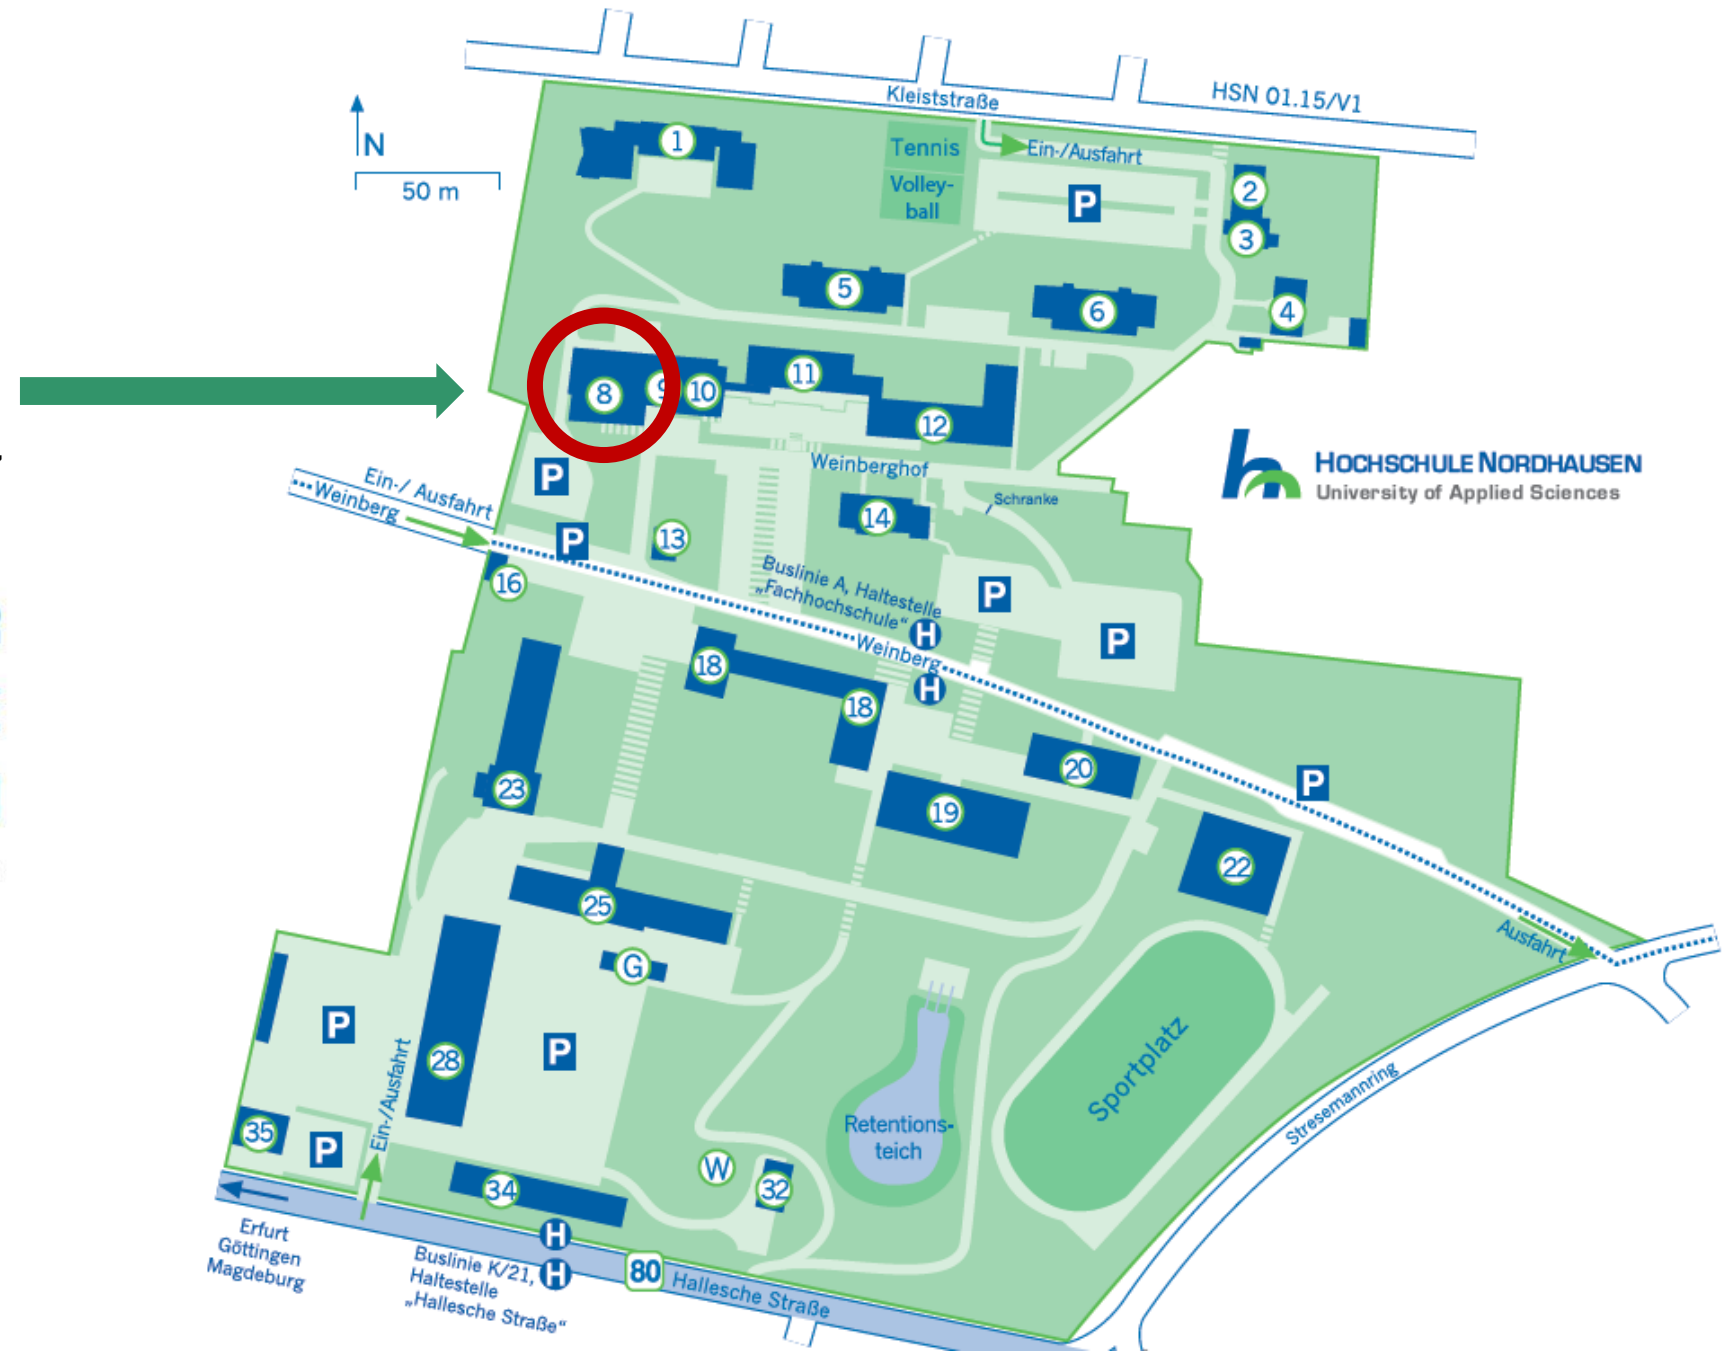 Kleiststraße
HSN 01.15/V1
N
50 m
1
Tennis
Ein-/Ausfahrt
Volley-
ball
P
2
3
5
6
4
8
9
10
11
12
Weinberghof
HOCHSCHULE NORDHAUSEN
University of Applied Sciences
P
Ein-/ Ausfahrt
Weinberg
Schranke
14
P
13
16
Buslinie A, Haltestelle
„Fachhochschule“
H
P
P
Weinberg
H
18
18
20
P
23
19
22
25
G
Ausfahrt
P
P
28
Ein-/Ausfahrt
Sportplatz
Stresemannring
Retentions-
teich
35
P
34
W
32
H
Erfurt
Göttingen
Magdeburg
Buslinie K/21,
Haltestelle
„Hallesche Straße“
H
80
Hallesche Straße